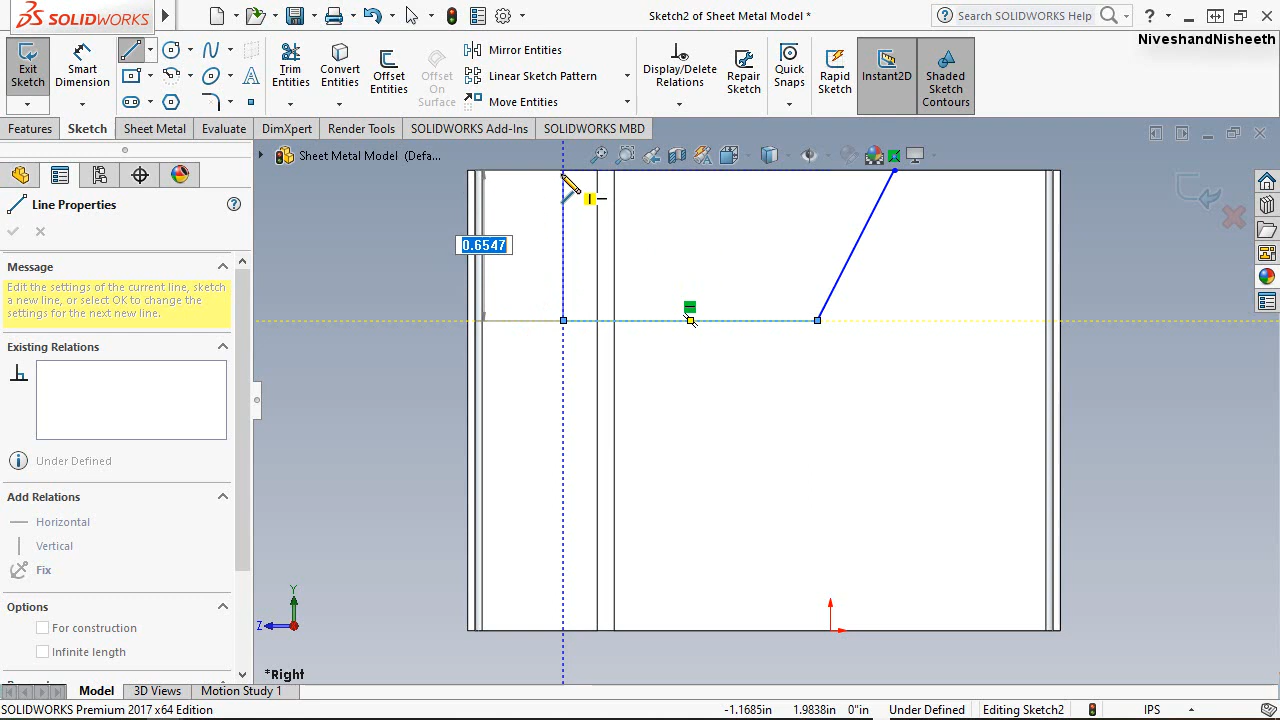 SOLIDWORKS
Sketch2 of Sheet Metal Model *
Search SOLIDWORKS Help
NiveshandNisheeth
Exit Sketch
Smart Dimension
Trim Entities
Convert Entities
Offset Entities
Offset On Surface
Mirror Entities
Linear Sketch Pattern
Move Entities
Display/Delete Relations
Repair Sketch
Quick Snaps
Rapid Sketch
Instant2D
Shaded Sketch Contours
Features
Sketch
Sheet Metal
Evaluate
DimXpert
Render Tools
SOLIDWORKS Add-Ins
SOLIDWORKS MBD
Sheet Metal Model (Defa...
Line Properties
Message
Edit the settings of the current line, sketch
a new line, or select OK to change the
settings for the next new line.
Existing Relations
Under Defined
Add Relations
Horizontal
Vertical
Fix
Options
For construction
Infinite length
0.6547
Y
Z
*Right
Model
3D Views
Motion Study 1
SOLIDWORKS Premium 2017 x64 Edition
-1.1685in
1.9838in
0"in
Under Defined
Editing Sketch2
IPS